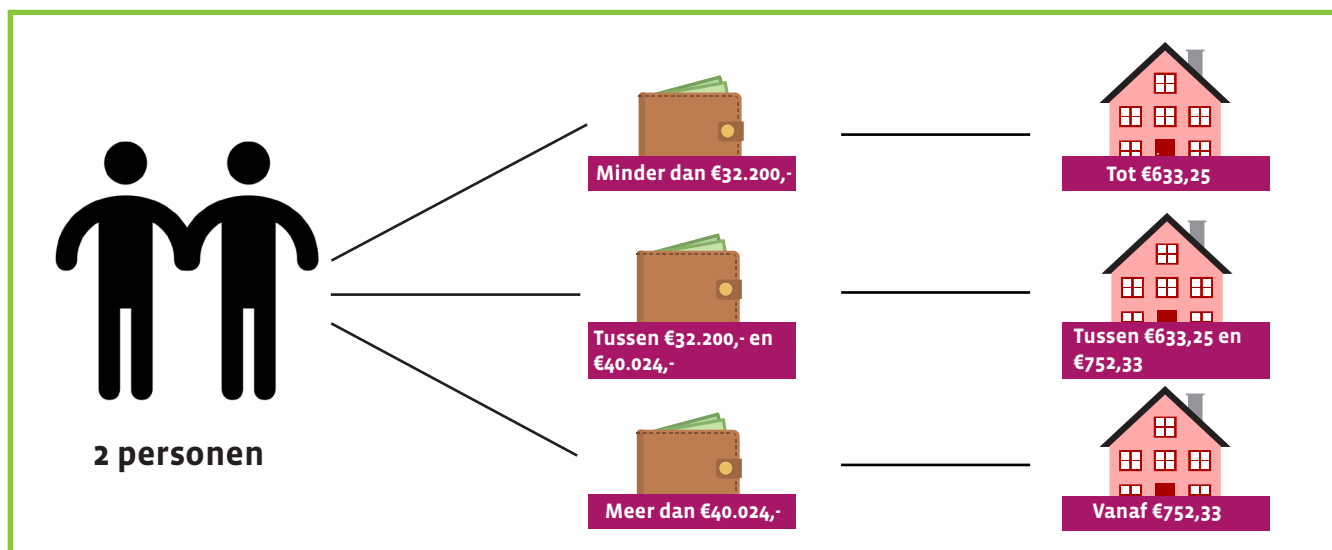 Minder dan €32.200,-
Tot €633,25
Tussen €32.200,- en
€40.024,-
Tussen €633,25 en
€752,33
2 personen
Meer dan €40.024,-
Vanaf €752,33